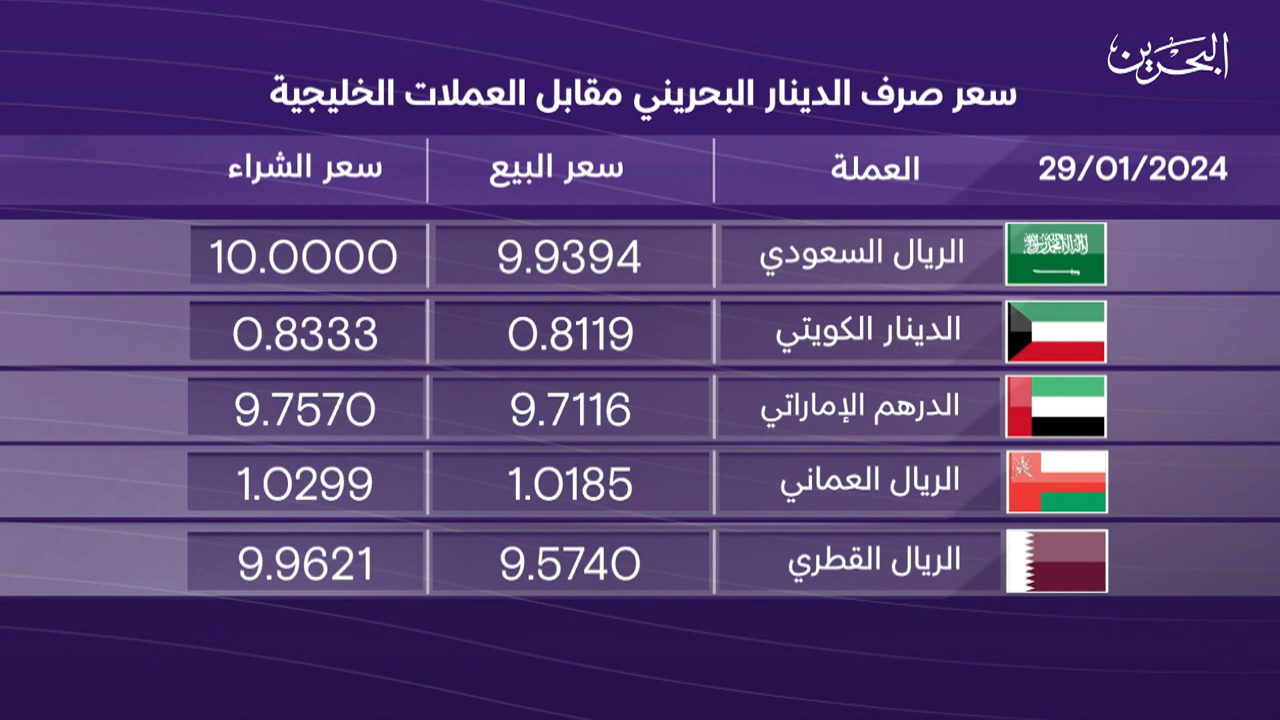 البحرين
سعر صرف الدينار البحريني مقابل العملات الخليجية
29/01/2024 العملة سعر البيع سعر الشراء
الريال السعودي 9.9394 10.0000
الدينار الكويتي 0.8119 0.8333
الدرهم الإماراتي 9.7116 9.7570
الريال العماني 1.0185 1.0299
الريال القطري 9.5740 9.9621